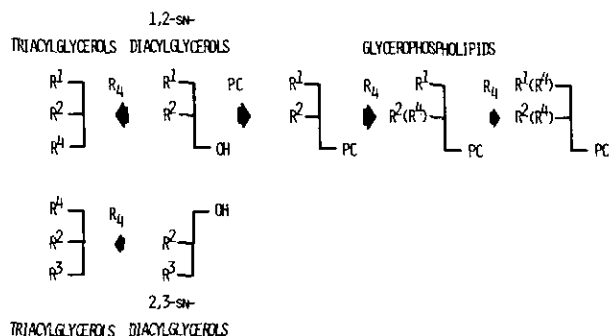 1,2-SN-
TRIACYLGLYCEROLS DIACYLGLYCEROLS GLYCEROPHOSPHOLIPIDS
R1 R4 R1 PC R1 R4 R1 R4 R1(R4)
R2 R2 R2 R2(R4) R2(R4)
R4 OH PC PC PC
R4 R4 OH
R2 R2
R3 R3
2,3-SN-
TRIACYLGLYCEROLS DIACYLGLYCEROLS